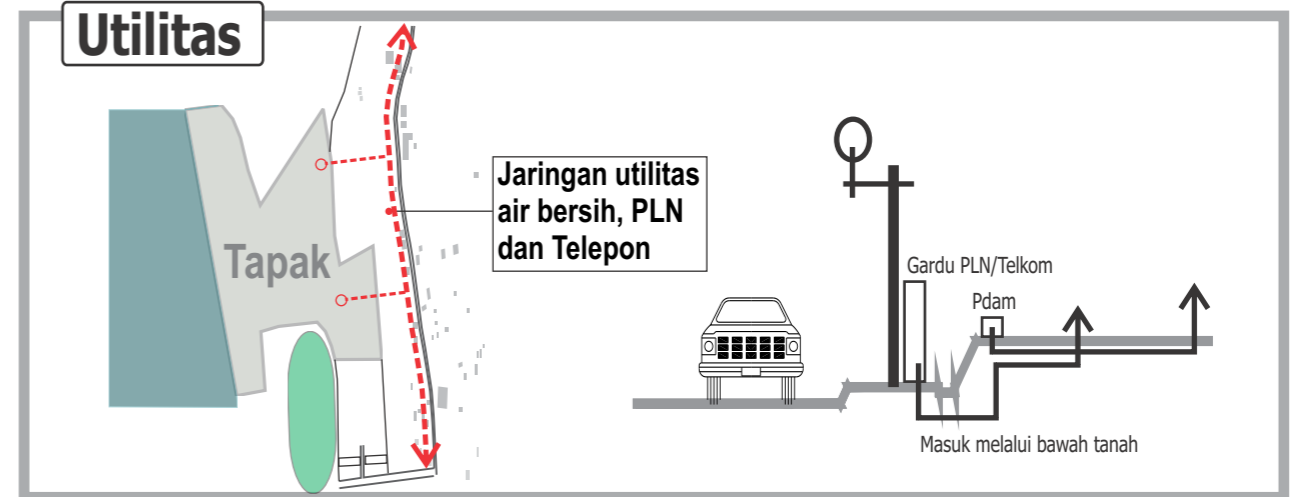 Utilitas
Tapak
Jaringan utilitas
air bersih, PLN
dan Telepon
Gardu PLN/Telkom
Pdam
Masuk melalui bawah tanah